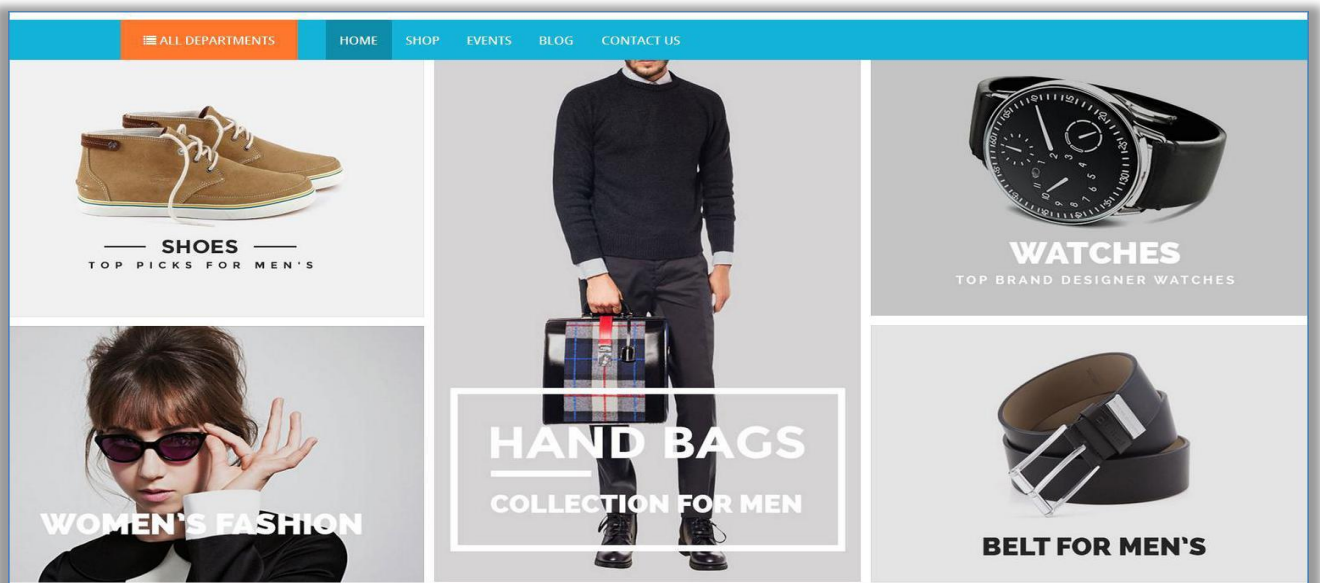 ALL DEPARTMENTS
HOME
SHOP
EVENTS
BLOG
CONTACT US
SHOES
TOP PICKS FOR MEN'S
WOMEN'S FASHION
HAND BAGS
COLLECTION FOR MEN
WATCHES
TOP BRAND DESIGNER WATCHES
BELT FOR MEN'S